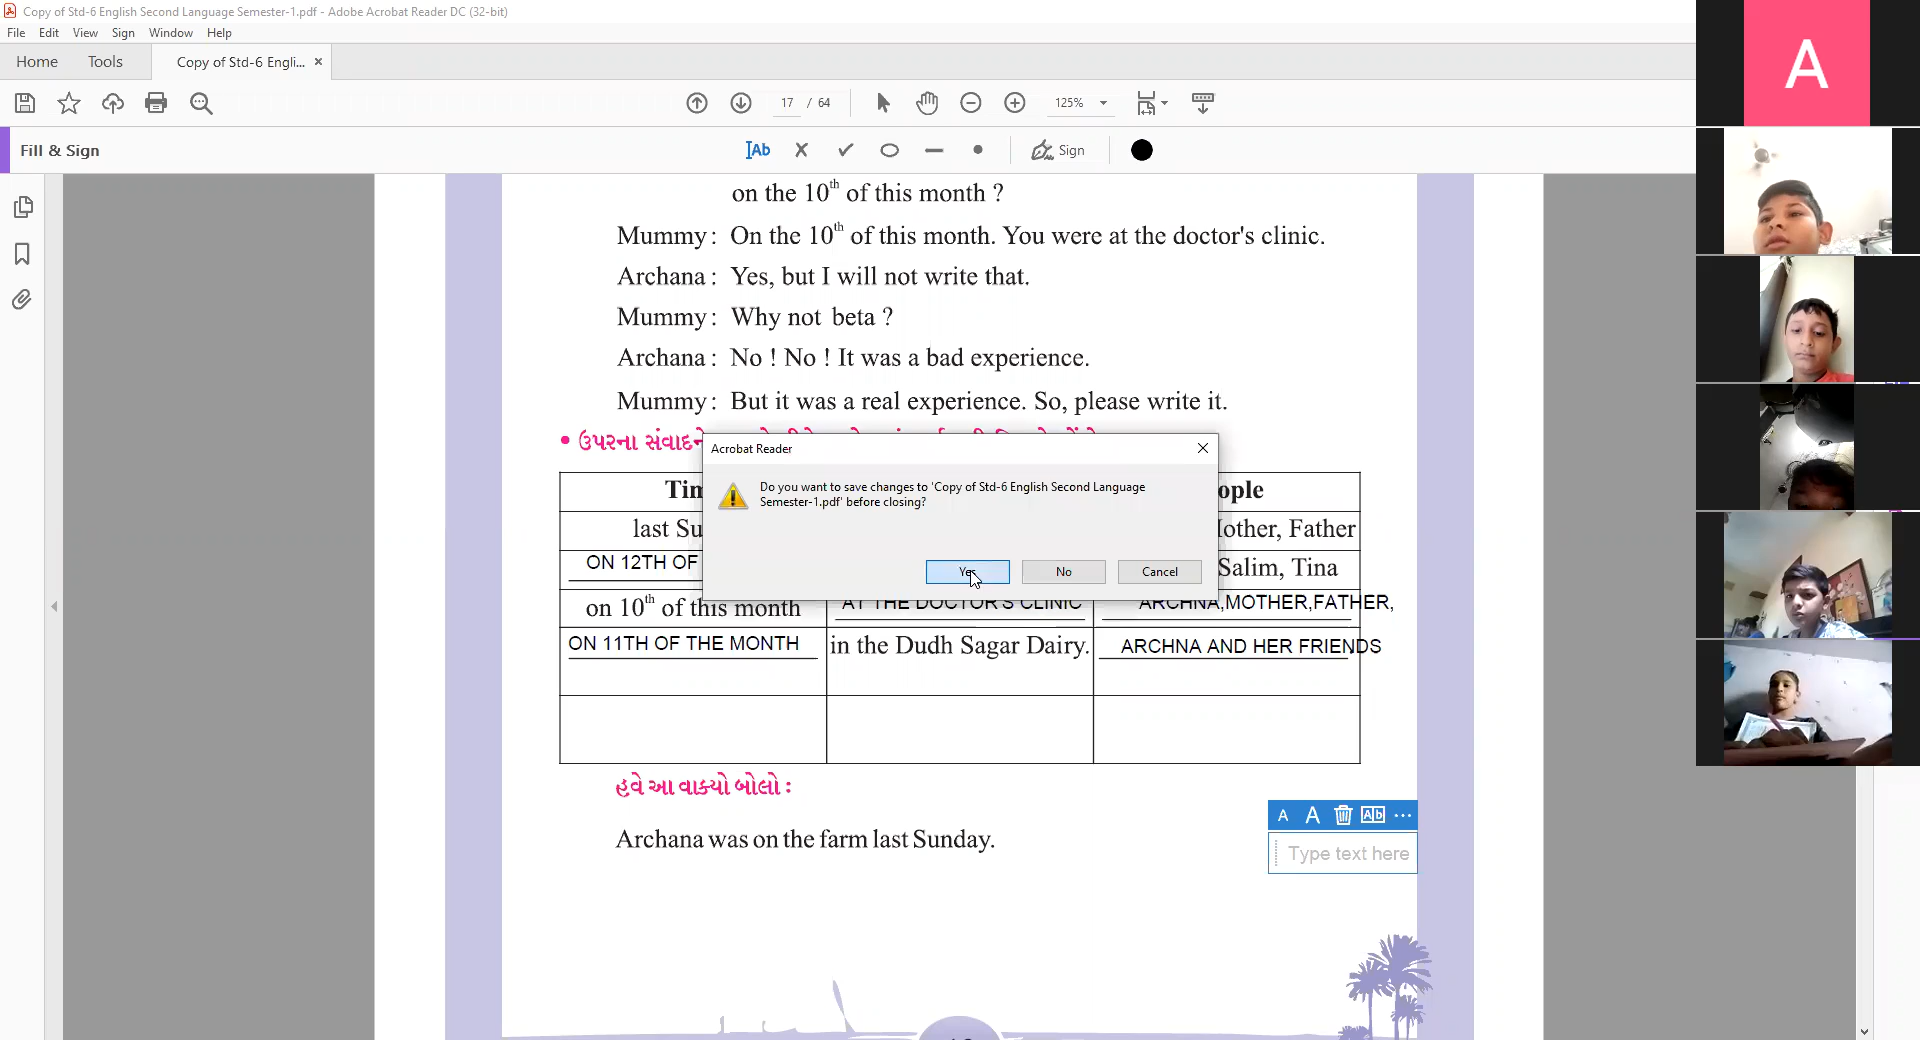 Copy of Std-6 English Second Language Semester-1.pdf - Adobe Acrobat Reader DC (32-bit)
File Edit View Sign Window Help
Home Tools Copy of Std-6 Engli... ×
17 / 64 125%
Fill & Sign
Ab Sign
on the 10th of this month ?
Mummy : On the 10th of this month. You were at the doctor's clinic.
Archana : Yes, but I will not write that.
Mummy : Why not beta ?
Archana : No ! No ! It was a bad experience.
Mummy : But it was a real experience. So, please write it.
• ઉપરના
Acrobat Reader
Do you want to save changes to 'Copy of Std-6 English Second Language
Semester-1.pdf' before closing?
Yes No Cancel
last
Father
ON 12TH OF
Salim, Tina
on 10th of this month AT THE DOCTOR'S CLINIC ARCHNA,MOTHER,FATHER,
ON 11TH OF THE MONTH in the Dudh Sagar Dairy. ARCHNA AND HER FRIENDS
હવે આ વાક્યો બોલો :
Archana was on the farm last Sunday.
A A Ab ...
Type text here
A